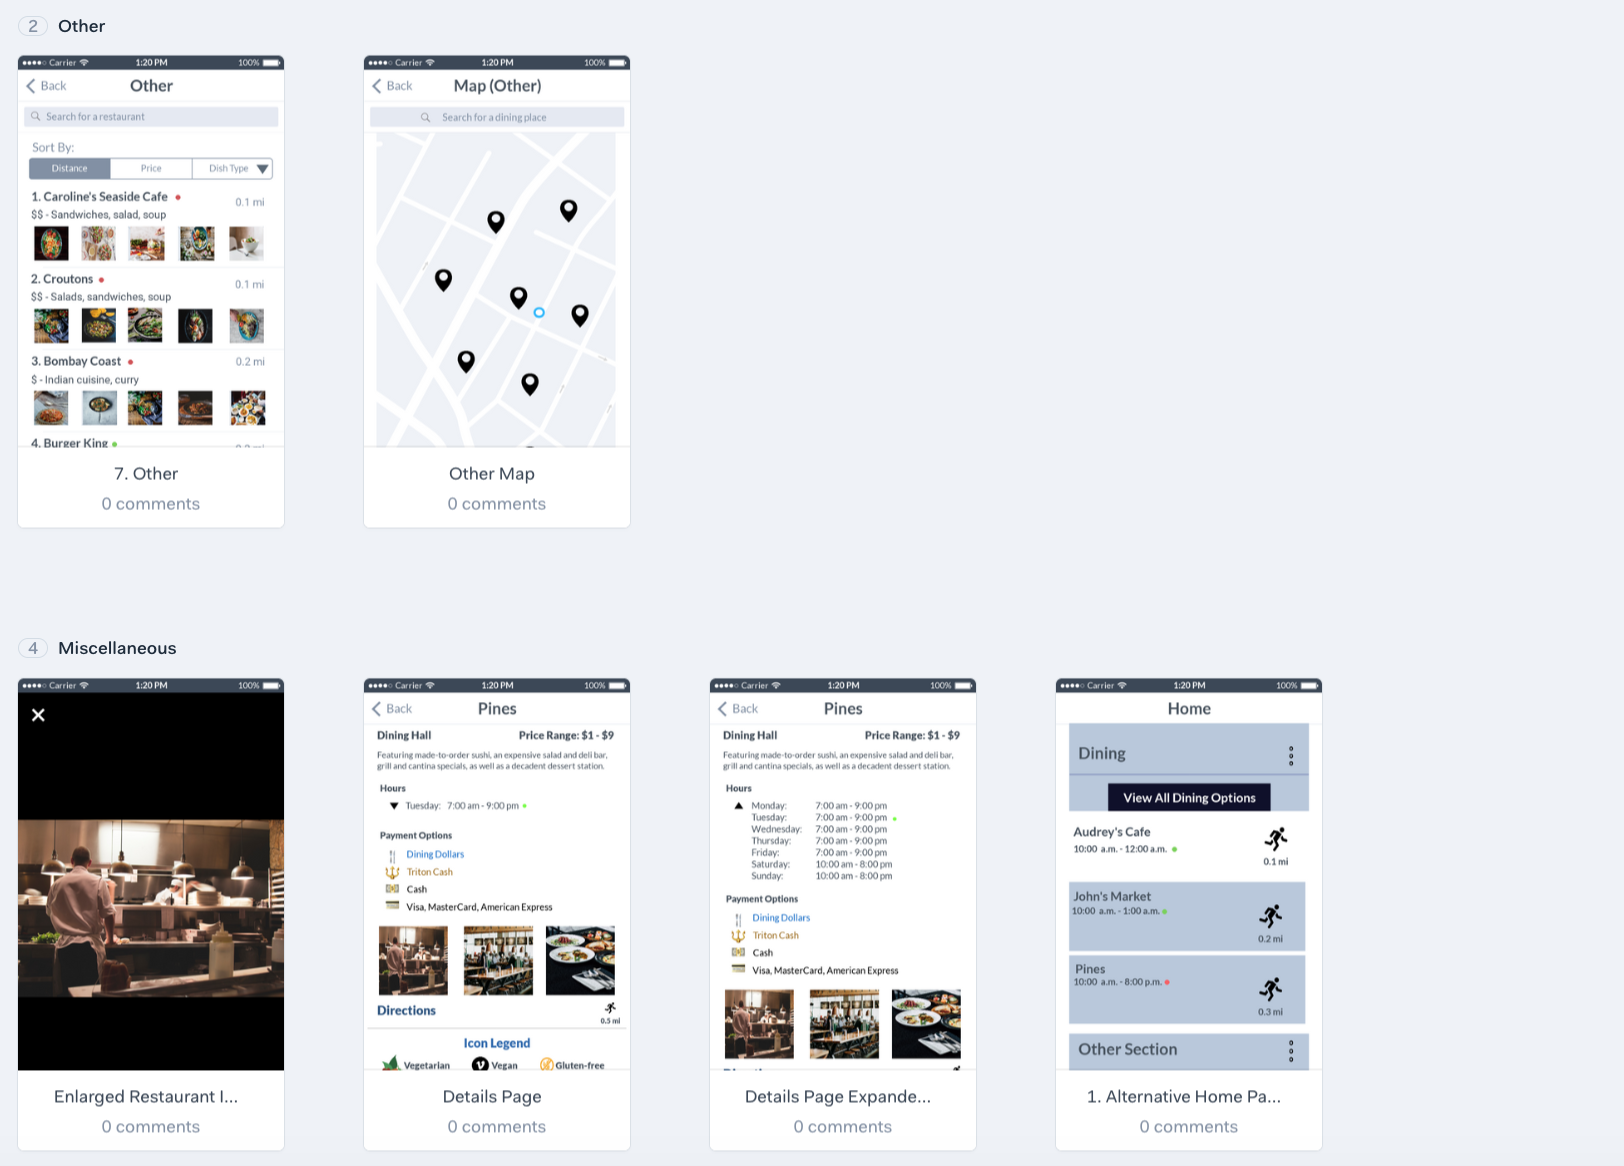 2 Other
Carrier 1:20 PM 100%
Back Other
Search for a restaurant
Sort By:
Distance Price Dish Type
1. Caroline's Seaside Cafe 0.1 mi
$$ - Sandwiches, salad, soup
2. Croutons 0.1 mi
$$ - Salads, sandwiches, soup
3. Bombay Coast 0.2 mi
$ - Indian cuisine, curry
4. Burger King
7. Other
0 comments
Carrier 1:20 PM 100%
Back Map (Other)
Search for a dining place
Other Map
0 comments
4 Miscellaneous
Carrier 1:20 PM 100%
Enlarged Restaurant I...
0 comments
Carrier 1:20 PM 100%
Back Pines
Dining Hall Price Range: $1 - $9
Featuring made-to-order sushi, an expensive salad and deli bar,
grill and cantina specials, as well as a decadent dessert station.
Hours
Tuesday: 7:00 am - 9:00 pm
Payment Options
Dining Dollars
Triton Cash
Cash
Visa, MasterCard, American Express
Directions
0.5 mi
Icon Legend
Vegetarian Vegan Gluten-free
Details Page
0 comments
Carrier 1:20 PM 100%
Back Pines
Dining Hall Price Range: $1 - $9
Featuring made-to-order sushi, an expensive salad and deli bar,
grill and cantina specials, as well as a decadent dessert station.
Hours
Monday: 7:00 am - 9:00 pm
Tuesday: 7:00 am - 9:00 pm
Wednesday: 7:00 am - 9:00 pm
Thursday: 7:00 am - 9:00 pm
Friday: 7:00 am - 9:00 pm
Saturday: 10:00 am - 8:00 pm
Sunday: 10:00 am - 8:00 pm
Payment Options
Dining Dollars
Triton Cash
Cash
Visa, MasterCard, American Express
Details Page Expande...
0 comments
Carrier 1:20 PM 100%
Home
Dining
View All Dining Options
Audrey's Cafe
10:00 a.m. - 12:00 a.m.
0.1 mi
John's Market
10:00 a.m. - 1:00 a.m.
0.2 mi
Pines
10:00 a.m. - 8:00 p.m.
0.3 mi
Other Section
1. Alternative Home Pa...
0 comments